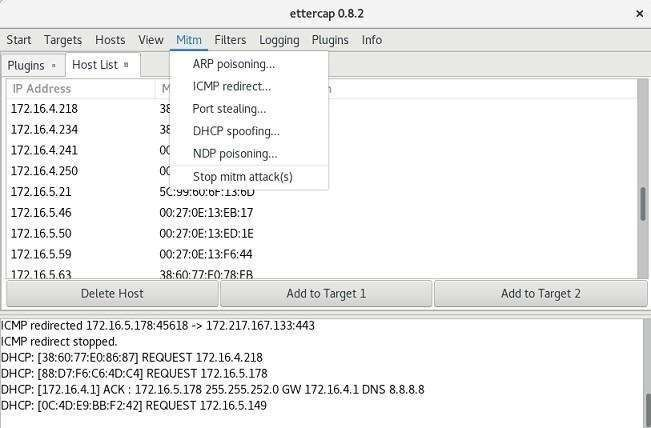 ettercap 0.8.2
Start Targets Hosts View Mitm Filters Logging Plugins Info
Plugins Host List
ARP poisoning...
ICMP redirect...
Port stealing...
DHCP spoofing...
NDP poisoning...
Stop mitm attack(s)
IP Address
172.16.4.218 38
172.16.4.234 38
172.16.4.241 00
172.16.4.250 00
172.16.5.21 5C:99:60:6F:13:6D
172.16.5.46 00:27:0E:13:EB:17
172.16.5.50 00:27:0E:13:ED:1E
172.16.5.59 00:27:0E:13:F6:44
172.16.5.63 38:60:77:E0:78:FB
Delete Host Add to Target 1 Add to Target 2
ICMP redirected 172.16.5.178:45618 -> 172.217.167.133:443
ICMP redirect stopped.
DHCP: [38:60:77:E0:86:87] REQUEST 172.16.4.218
DHCP: [88:D7:F6:C6:4D:C4] REQUEST 172.16.5.178
DHCP: [172.16.4.1] ACK : 172.16.5.178 255.255.252.0 GW 172.16.4.1 DNS 8.8.8.8
DHCP: [0C:4D:E9:BB:F2:42] REQUEST 172.16.5.149